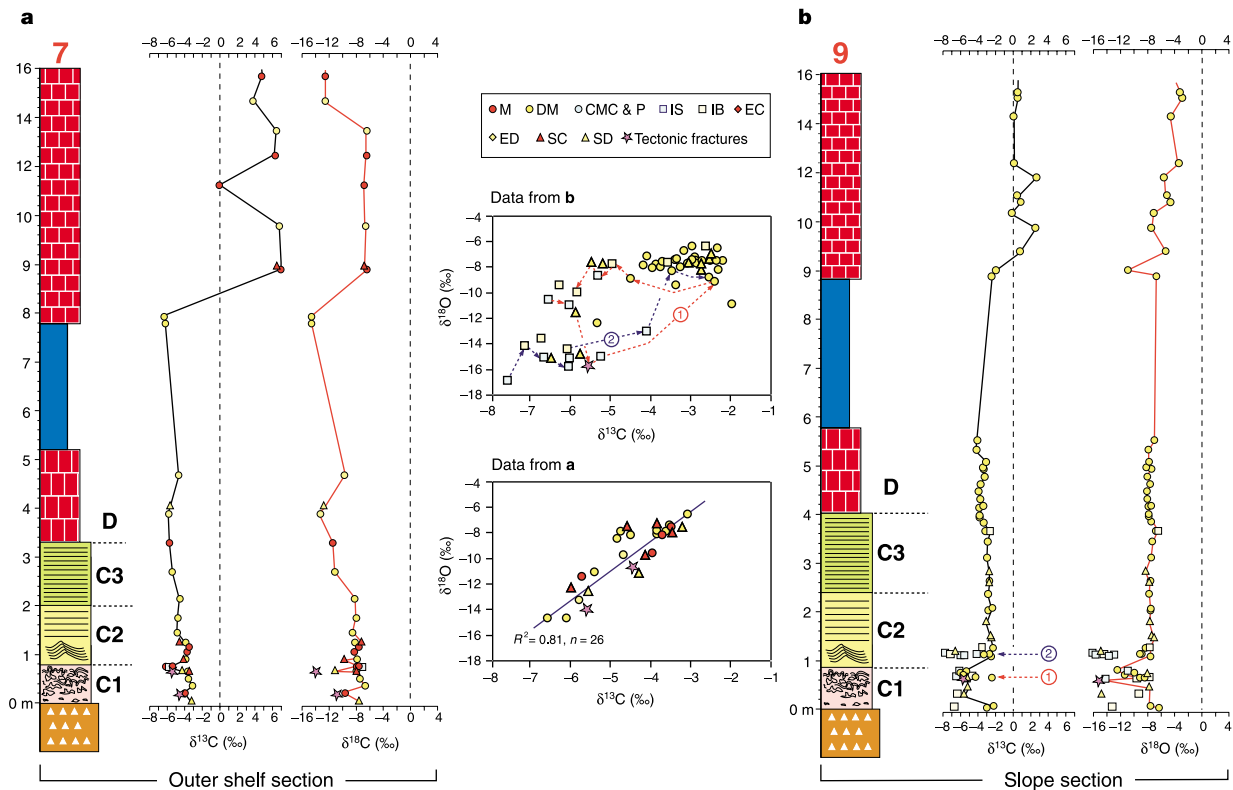 a
7
–8 –6 –4 –2 0 2 4 6
–16 –12 –8 –4 0 4
16
14
12
10
9
8
7
6
5
4
3
2
1
0 m
D
C3
C2
C1
–8 –6 –4 –2 0 2 4 6
δ13C (‰)
–16 –12 –8 –4 0 4
δ18C (‰)
Outer shelf section
M DM CMC & P IS IB EC
ED SC SD Tectonic fractures
Data from b
–4
–6
–8
–10
–12
–14
–16
–18
δ18O (‰)
1
2
–8 –7 –6 –5 –4 –3 –2 –1
δ13C (‰)
Data from a
–4
–6
–8
–10
–12
–14
–16
–18
δ18O (‰)
R2= 0.81, n = 26
–8 –7 –6 –5 –4 –3 –2 –1
δ13C (‰)
b
9
–8 –6 –4 –2 0 2 4 6
–16 –12 –8 –4 0 4
16
14
12
10
9
8
7
6
5
4
3
2
1
0 m
D
C3
C2
C1
2
1
–8 –6 –4 –2 0 2 4 6
δ13C (‰)
–16 –12 –8 –4 0 4
δ18O (‰)
Slope section